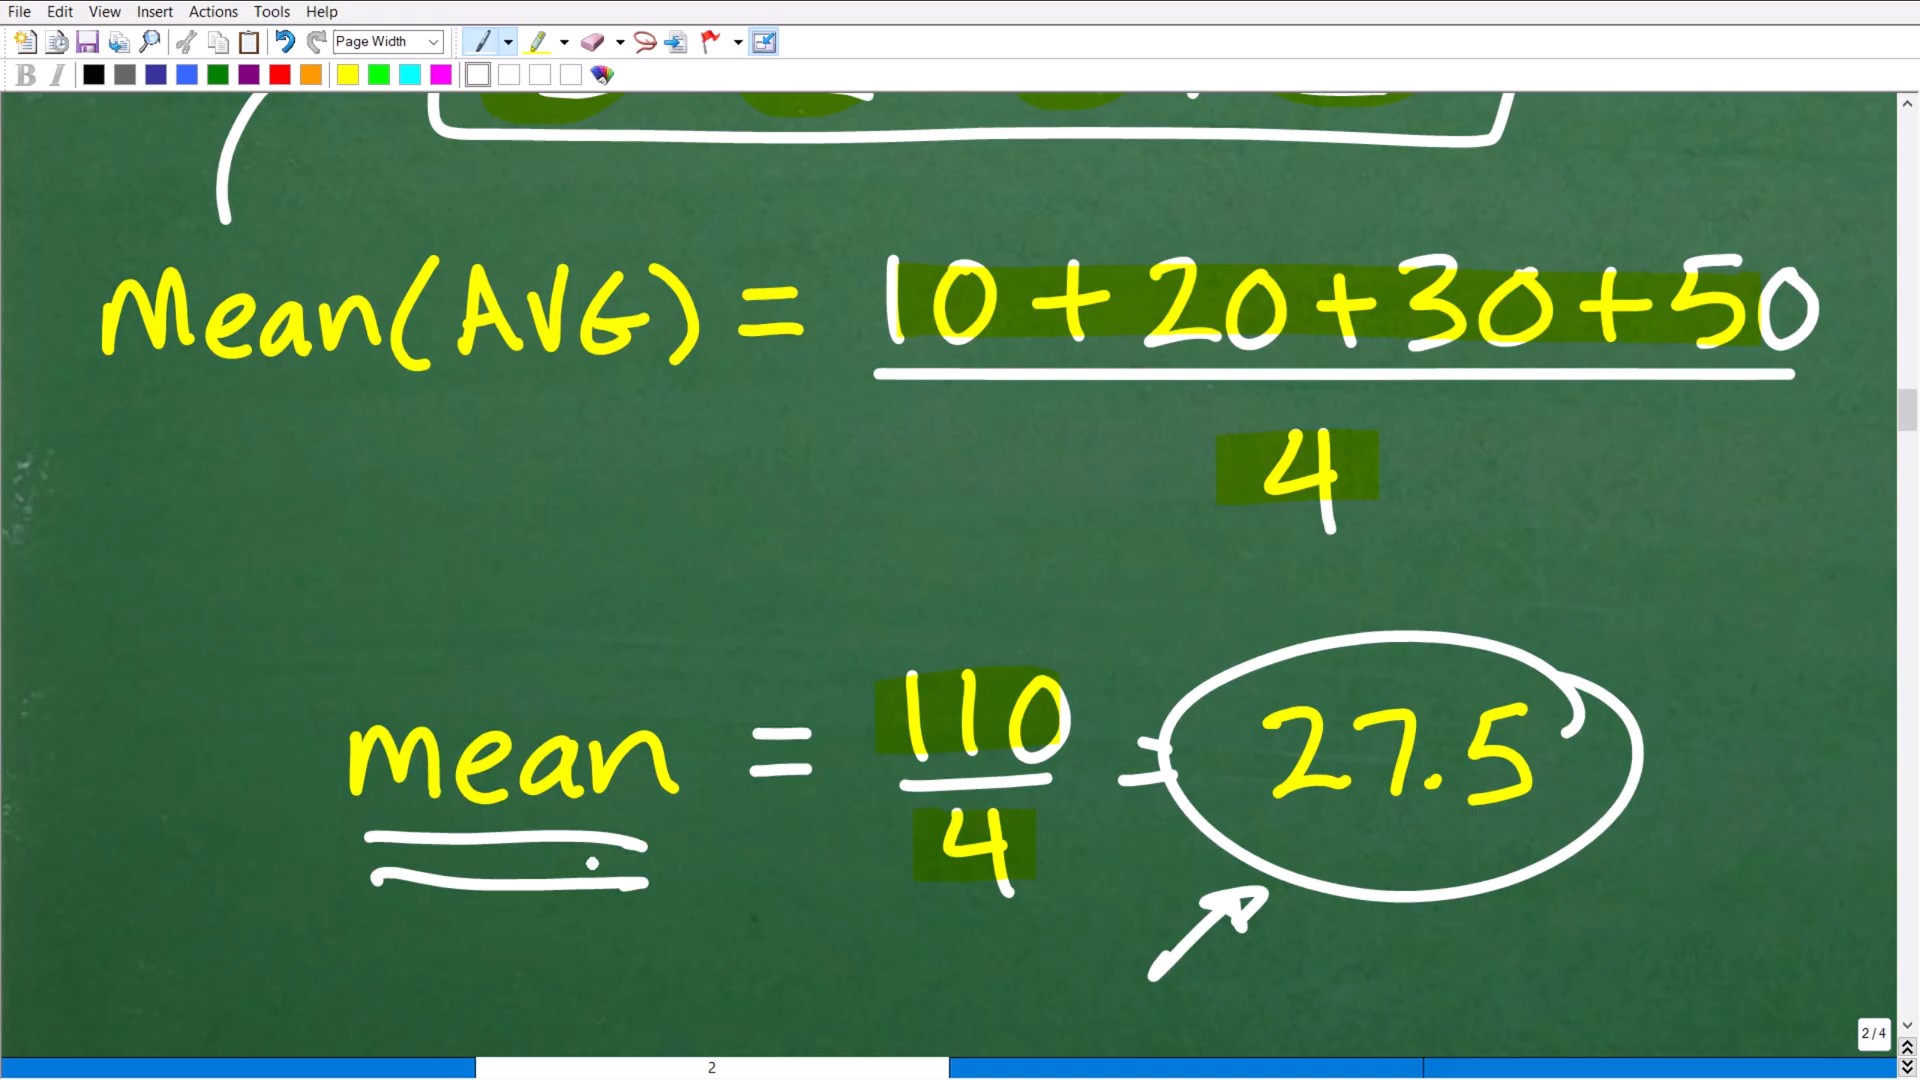 File Edit View Insert Actions Tools Help
Page Width
B I
Mean(AVG) = 10 + 20 + 30 + 50
4
mean = 110 = 27.5
4
2 / 4
2